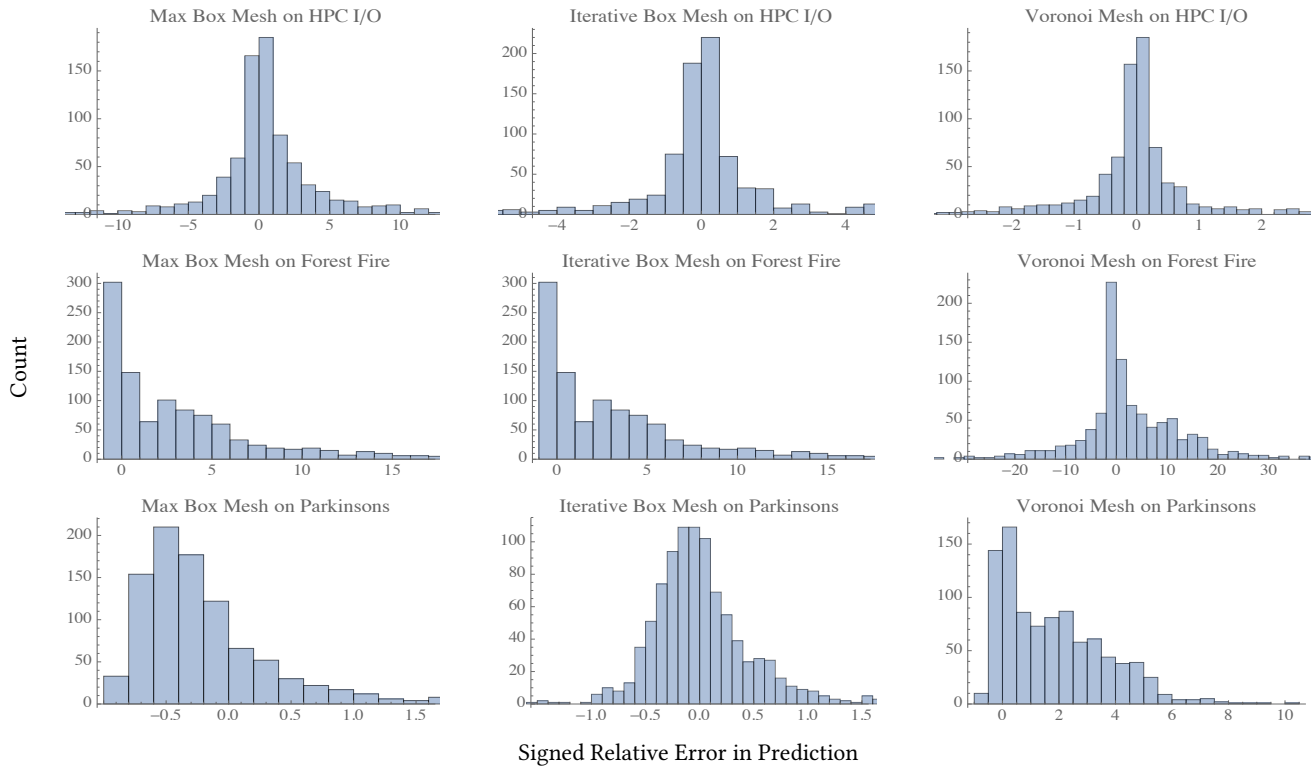 Max Box Mesh on HPC I/O
150
100
50
0
−10 −5 0 5 10
Iterative Box Mesh on HPC I/O
200
150
100
50
0
−4 −2 0 2 4
Voronoi Mesh on HPC I/O
150
100
50
0
−2 −1 0 1 2
Max Box Mesh on Forest Fire
300
250
200
150
100
50
0
0 5 10 15
Iterative Box Mesh on Forest Fire
300
250
200
150
100
50
0
0 5 10 15
Voronoi Mesh on Forest Fire
200
150
100
50
0
−20 −10 0 10 20 30
Count
Max Box Mesh on Parkinsons
200
150
100
50
0
−0.5 0.0 0.5 1.0 1.5
Iterative Box Mesh on Parkinsons
100
80
60
40
20
0
−1.0 −0.5 0.0 0.5 1.0 1.5
Voronoi Mesh on Parkinsons
150
100
50
0
0 2 4 6 8 10
Signed Relative Error in Prediction